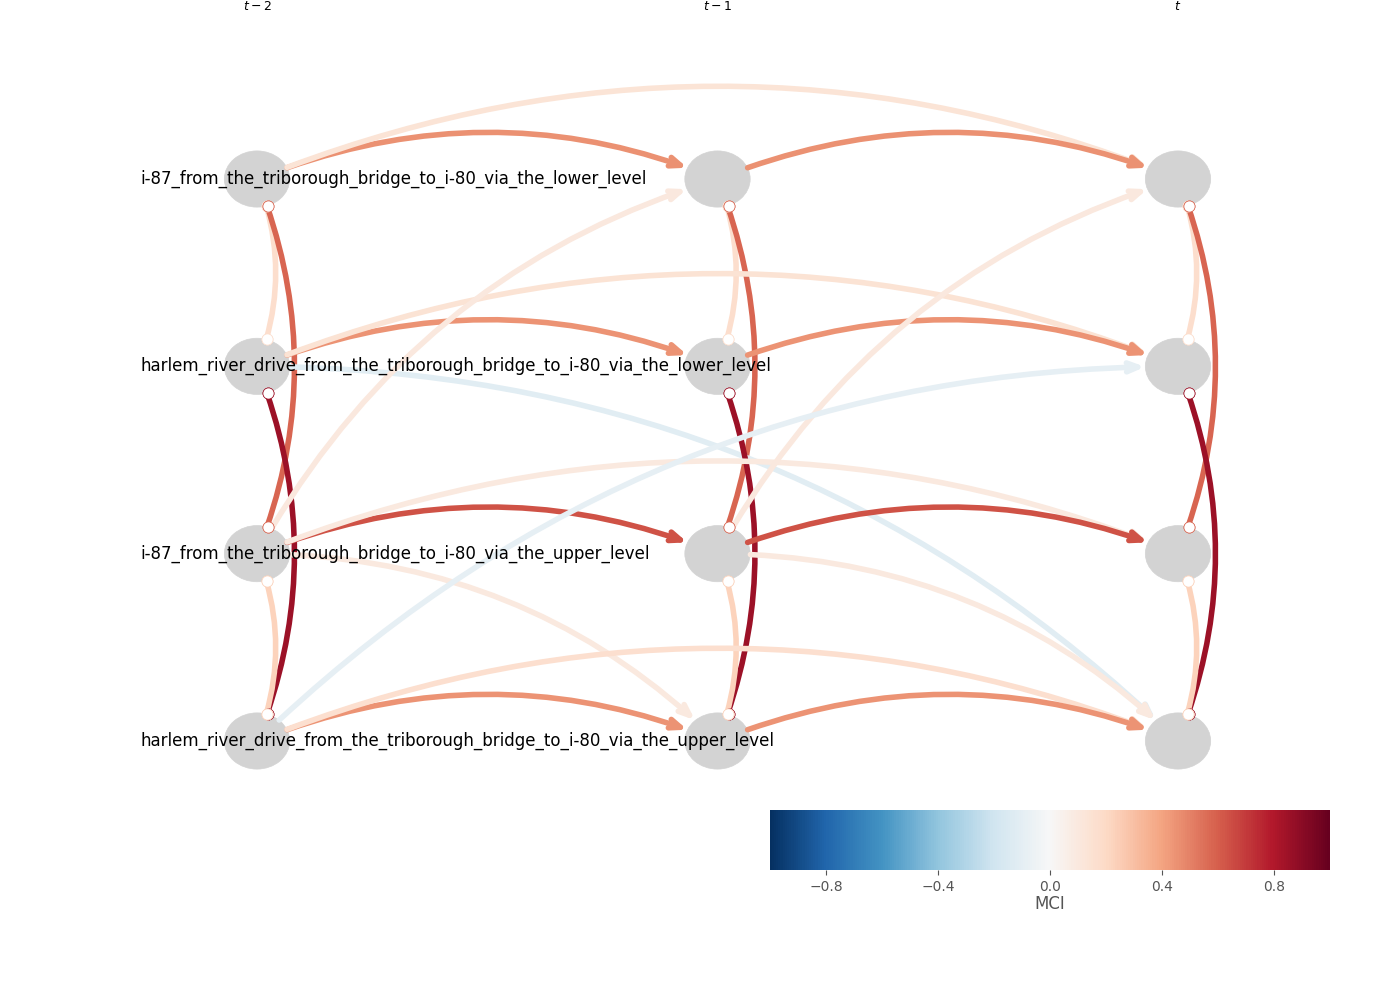 t − 2 t − 1 t
i-87_from_the_triborough_bridge_to_i-80_via_the_lower_level
harlem_river_drive_from_the_triborough_bridge_to_i-80_via_the_lower_level
i-87_from_the_triborough_bridge_to_i-80_via_the_upper_level
harlem_river_drive_from_the_triborough_bridge_to_i-80_via_the_upper_level
−0.8 −0.4 0.0 0.4 0.8
MCI